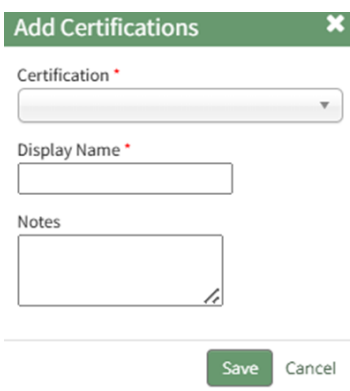 Add Certifications
Certification *
Display Name *
Notes
Save Cancel